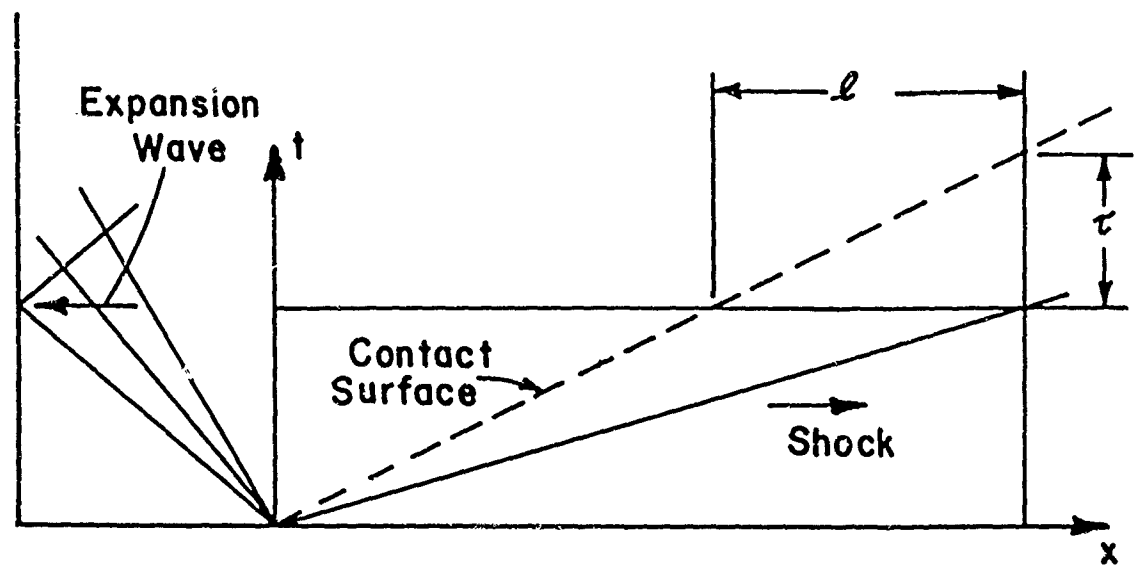 Expansion
Wave
t
ℓ
τ
Contact
Surface
Shock
x